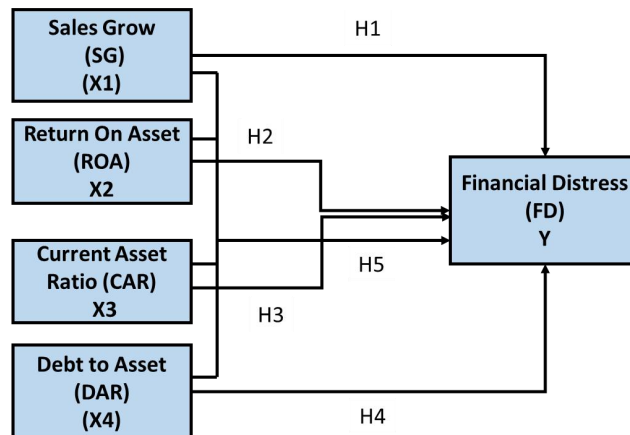 Sales Grow
(SG)
(X1)
H1
Return On Asset
(ROA)
X2
H2
Financial Distress
(FD)
Y
Current Asset
Ratio (CAR)
X3
H5
H3
Debt to Asset
(DAR)
(X4)
H4